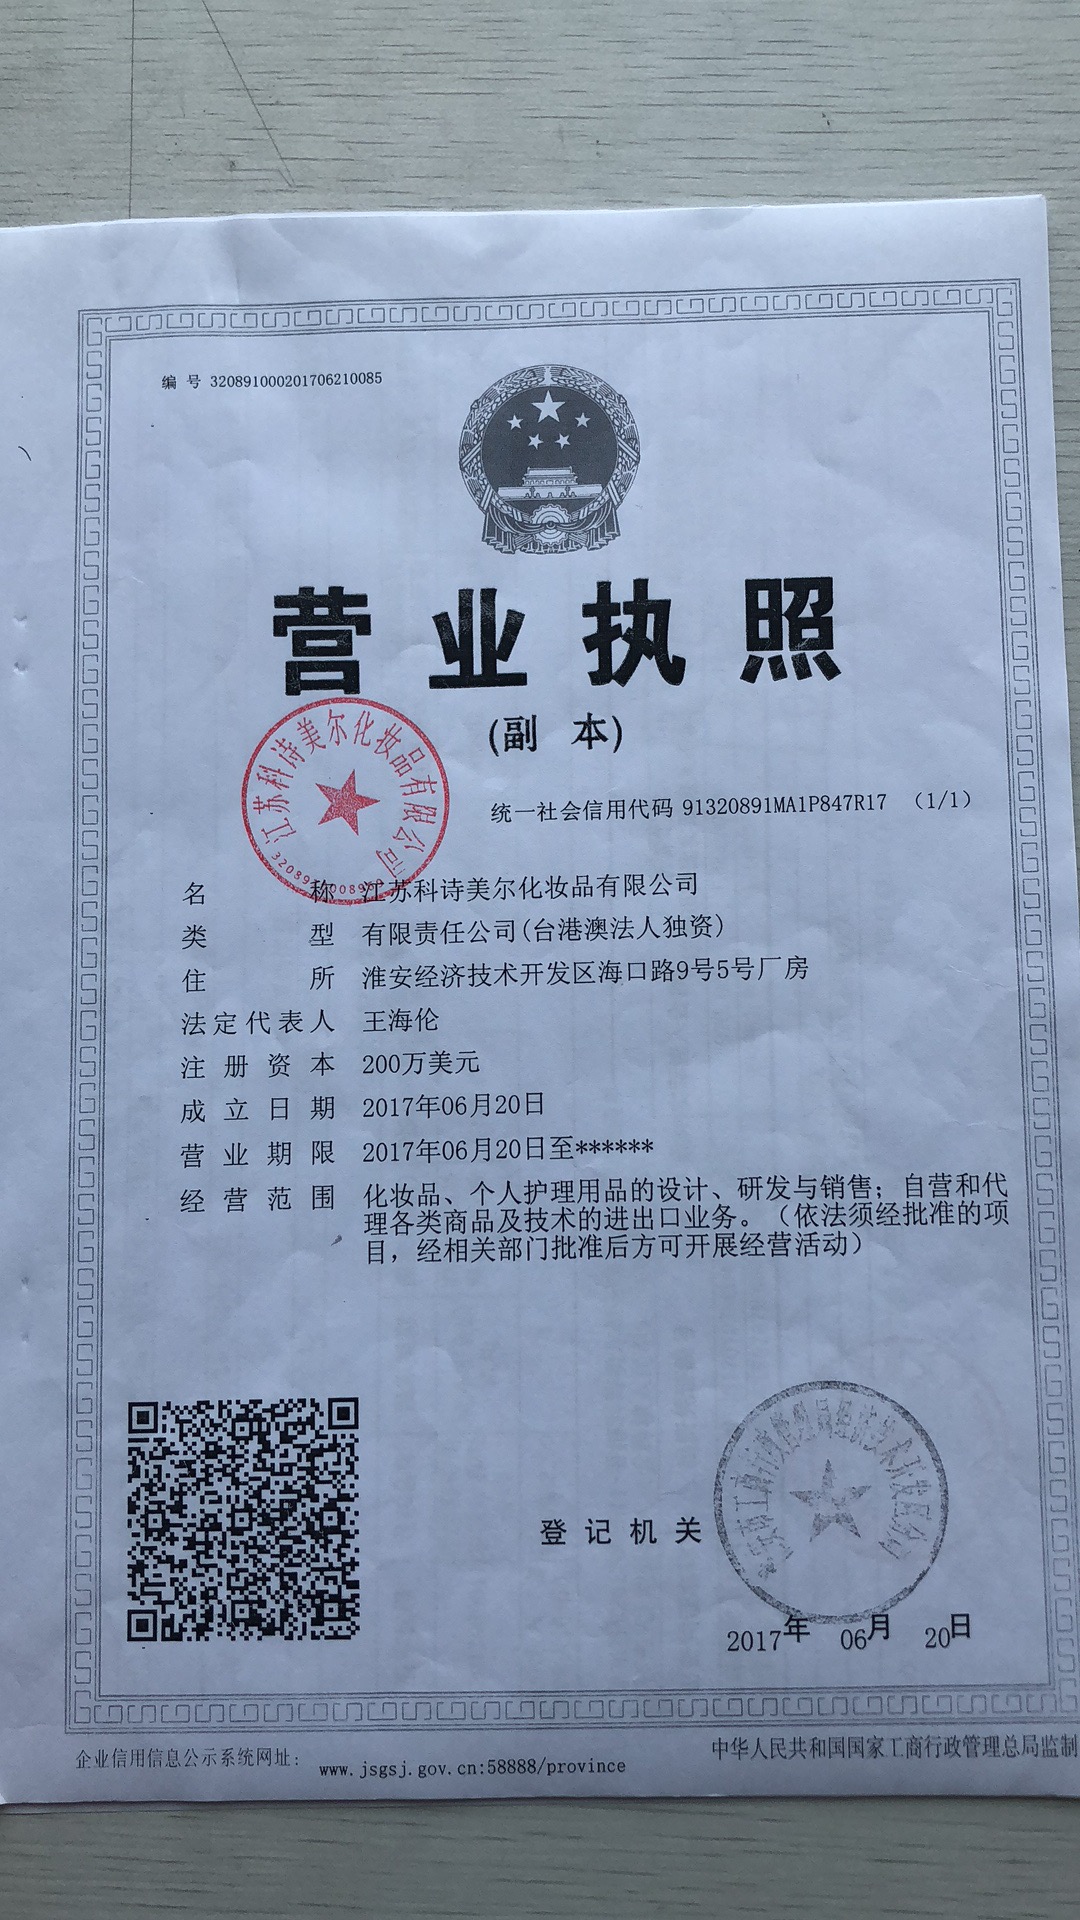 编 号 320891000201706210085
营业执照
(副 本)
统一社会信用代码 91320891MA1P847R17 （1/1）
江苏科诗美尔化妆品有限公司
名 称 江苏科诗美尔化妆品有限公司
类 型 有限责任公司(台港澳法人独资)
住 所 淮安经济技术开发区海口路9号5号厂房
法定代表人 王海伦
注册资本 200万美元
成立日期 2017年06月20日
营业期限 2017年06月20日至******
经营范围 化妆品、个人护理用品的设计、研发与销售；自营和代
理各类商品及技术的进出口业务。（依法须经批准的项
目，经相关部门批准后方可开展经营活动）
登记机关
2017年 06月 20日
企业信用信息公示系统网址： www.jsgsj.gov.cn:58888/province
中华人民共和国国家工商行政管理总局监制